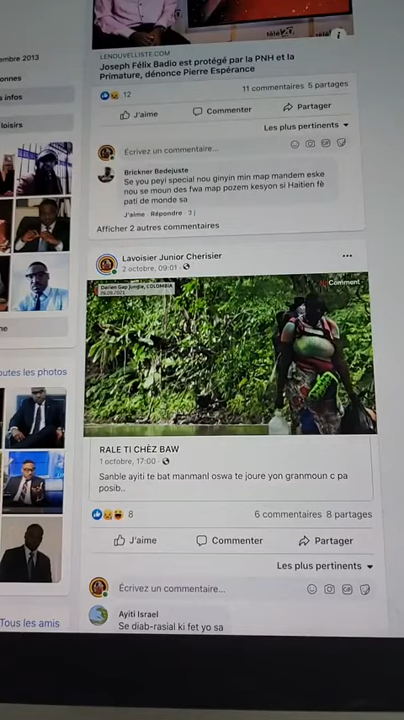 télé20
LENOUVELLISTE.COM
Joseph Félix Badio est protégé par la PNH et la
Primature, dénonce Pierre Espérance
12
11 commentaires 5 partages
J'aime
Commenter
Partager
Les plus pertinents
Écrivez un commentaire...
Brickner Bedejuste
Se you peyi special nou ginyin min map mandem eske
nou se moun des fwa map pozem kesyon si Haitien fè
pati de monde sa
J'aime · Répondre · 3 j
Afficher 2 autres commentaires
Lavoisier Junior Cherisier
2 octobre, 09:01
Darien Gap jungle, COLOMBIA
Comment
RALE TI CHÈZ BAW
1 octobre, 17:00
Sanble ayiti te bat manmanl oswa te joure yon granmoun c pa
posib..
8
6 commentaires 8 partages
J'aime
Commenter
Partager
Les plus pertinents
Écrivez un commentaire...
Ayiti Israel
Se diab-rasial ki fet yo sa
embre 2013
onnes
s infos
loisirs
ne
outes les photos
Tous les amis